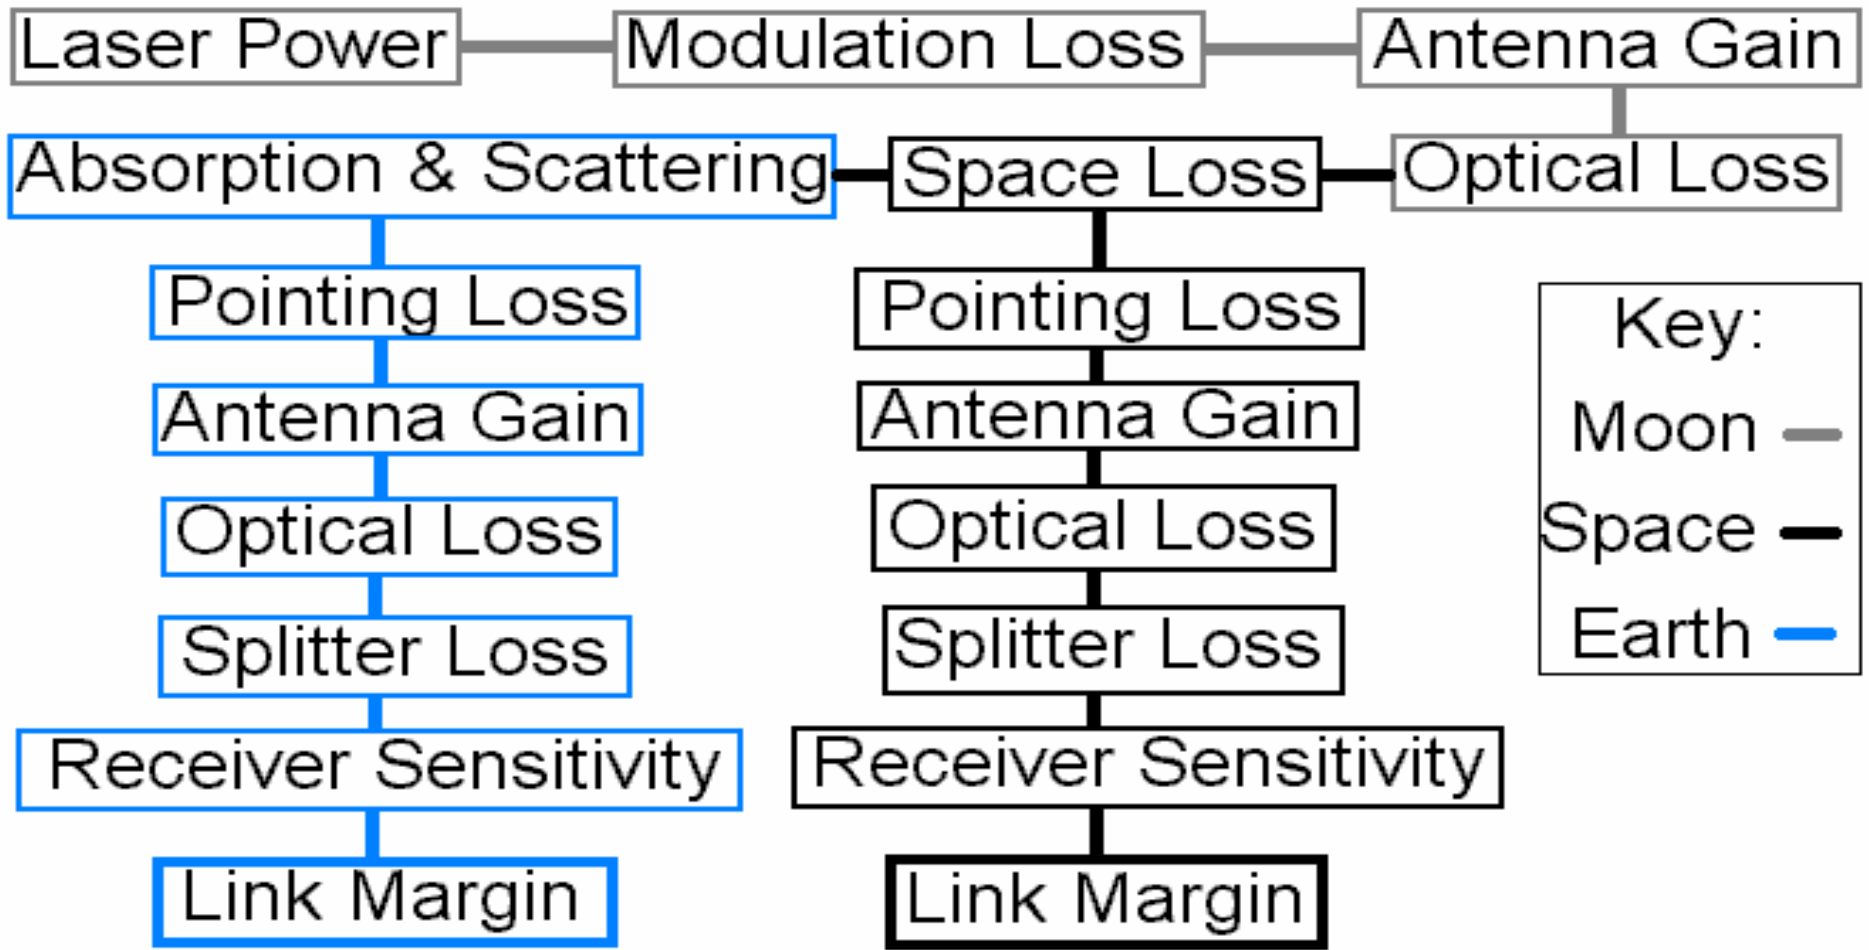 Laser Power
Modulation Loss
Antenna Gain
Absorption & Scattering
Space Loss
Optical Loss
Pointing Loss
Antenna Gain
Optical Loss
Splitter Loss
Receiver Sensitivity
Link Margin
Pointing Loss
Antenna Gain
Optical Loss
Splitter Loss
Receiver Sensitivity
Link Margin
Key:
Moon
Space
Earth